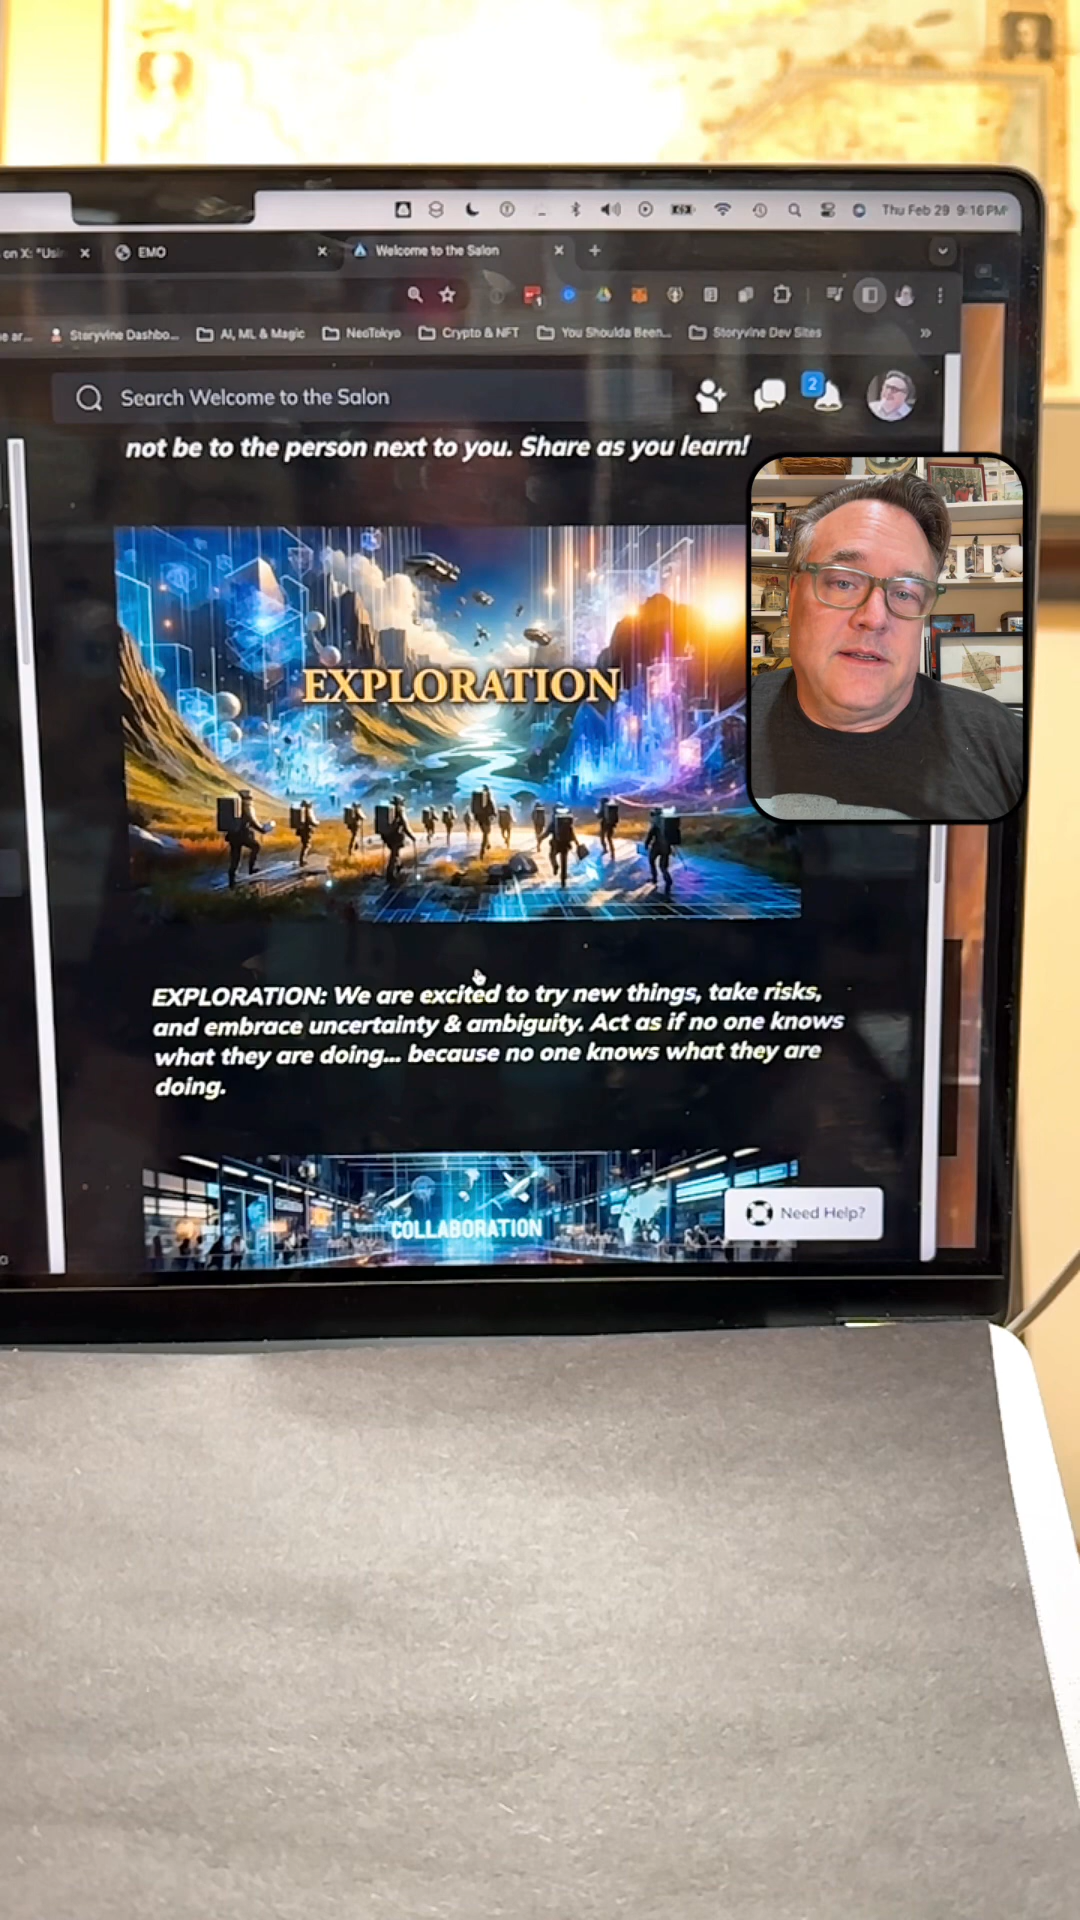 Thu Feb 29 9:16 PM
on X: "Usi
EMO
Welcome to the Salon
Storyvine Dashbo...
AI, ML & Magic
NeoTokyo
Crypto & NFT
You Shoulda Been...
Storyvine Dev Sites
Search Welcome to the Salon
2
not be to the person next to you. Share as you learn!
EXPLORATION
EXPLORATION: We are excited to try new things, take risks,
and embrace uncertainty & ambiguity. Act as if no one knows
what they are doing... because no one knows what they are
doing.
COLLABORATION
Need Help?